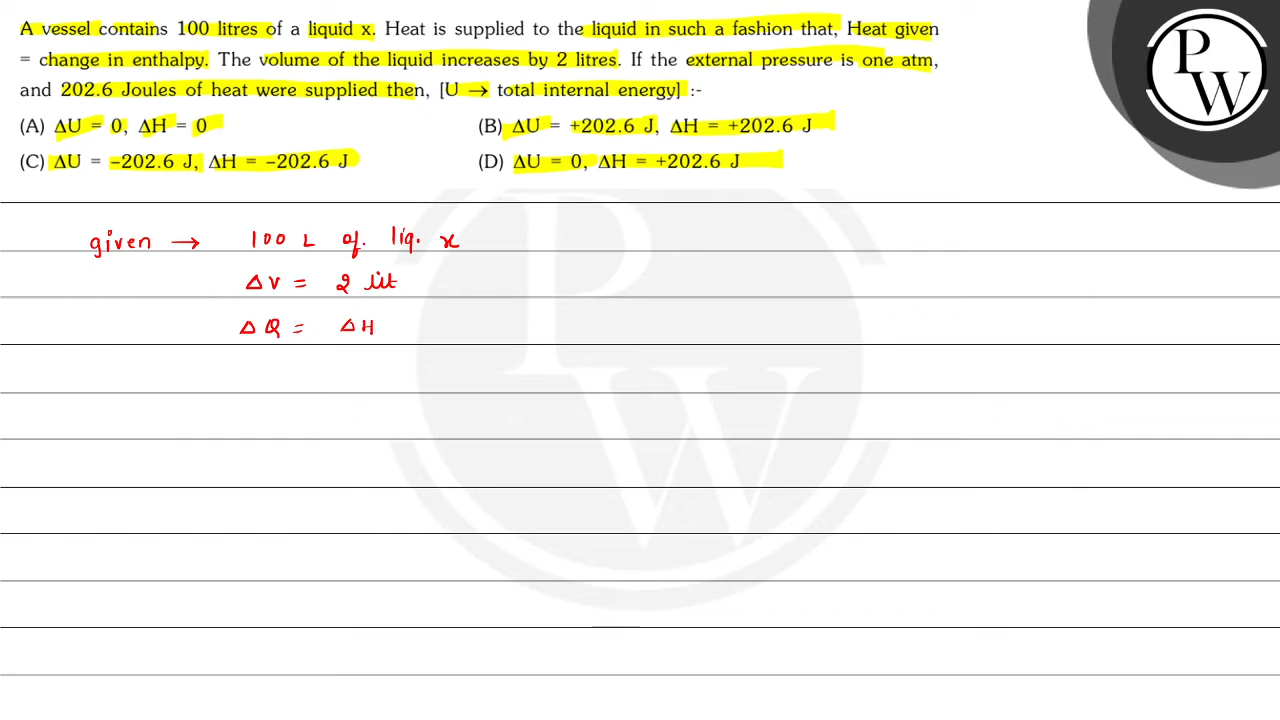 A vessel contains 100 litres of a liquid x. Heat is supplied to the liquid in such a fashion that, Heat given
= change in enthalpy. The volume of the liquid increases by 2 litres. If the external pressure is one atm,
and 202.6 Joules of heat were supplied then, [U → total internal energy] :-
(A) ΔU = 0, ΔH = 0 (B) ΔU = +202.6 J, ΔH = +202.6 J
(C) ΔU = –202.6 J, ΔH = –202.6 J (D) ΔU = 0, ΔH = +202.6 J
P
W
given → 100 L of. liq. x
ΔV = 2 lit
ΔQ = ΔH
P
W